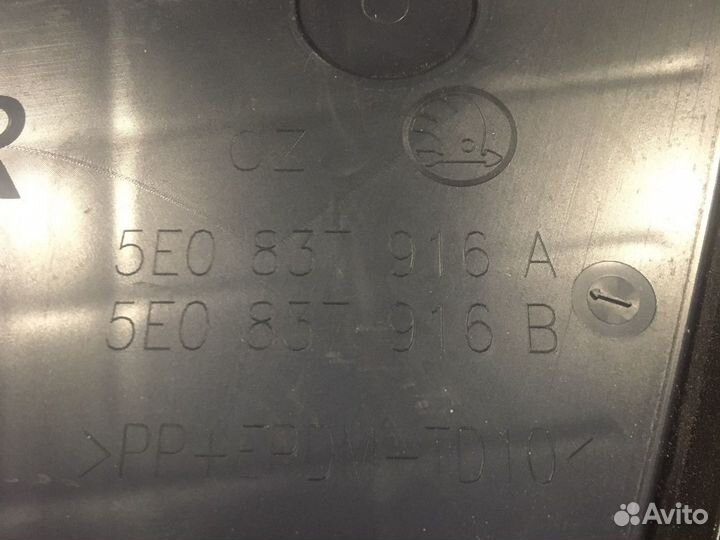 R
CZ
5E0 837 916 A
5E0 837 916 B
>PP+EPDM-TD10<
Avito